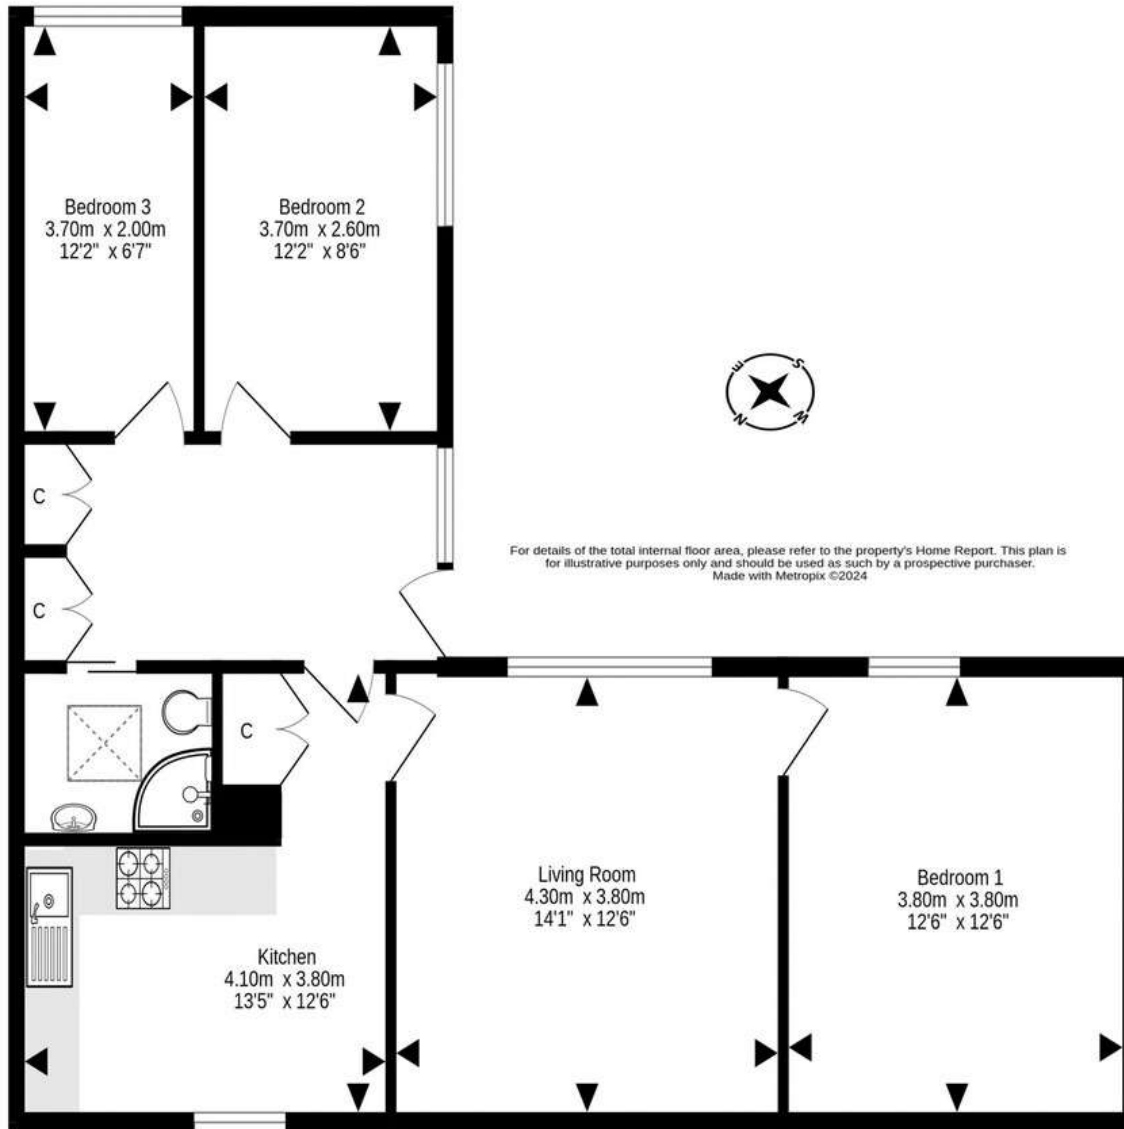 Bedroom 3
3.70m x 2.00m
12'2" x 6'7"
Bedroom 2
3.70m x 2.60m
12'2" x 8'6"
E
S
N
W
C
For details of the total internal floor area, please refer to the property's Home Report. This plan is
for illustrative purposes only and should be used as such by a prospective purchaser.
Made with Metropix ©2024
C
C
Living Room
4.30m x 3.80m
14'1" x 12'6"
Bedroom 1
3.80m x 3.80m
12'6" x 12'6"
Kitchen
4.10m x 3.80m
13'5" x 12'6"